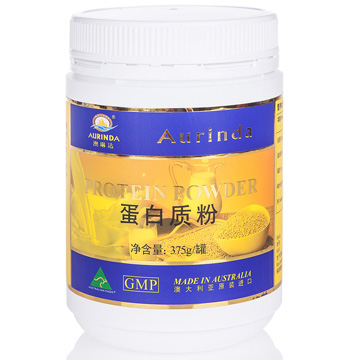 AURINDA
澳琳达
Aurinda
PROTEIN POWDER
蛋白质粉
净含量: 375g/罐
GMP
MADE IN AUSTRALIA
澳大利亚原装进口